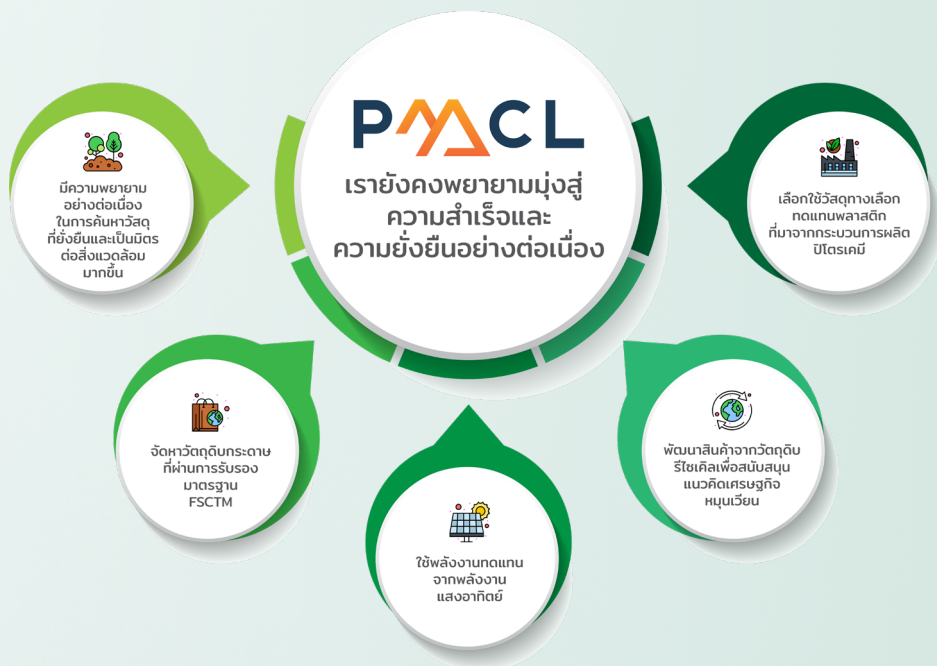 PMCL
เรายังคงพยายามมุ่งสู่
ความสำเร็จและ
ความยั่งยืนอย่างต่อเนื่อง
มีความพยายาม
อย่างต่อเนื่อง
ในการค้นหาวัสดุ
ที่ยั่งยืนและเป็นมิตร
ต่อสิ่งแวดล้อม
มากขึ้น
จัดหาวัตถุดิบกระดาษ
ที่ผ่านการรับรอง
มาตรฐาน
FSCTM
ใช้พลังงานทดแทน
จากพลังงาน
แสงอาทิตย์
พัฒนาสินค้าจากวัตถุดิบ
รีไซเคิลเพื่อสนับสนุน
แนวคิดเศรษฐกิจ
หมุนเวียน
เลือกใช้วัสดุทางเลือก
ทดแทนพลาสติก
ที่มาจากกระบวนการผลิต
ปิโตรเคมี